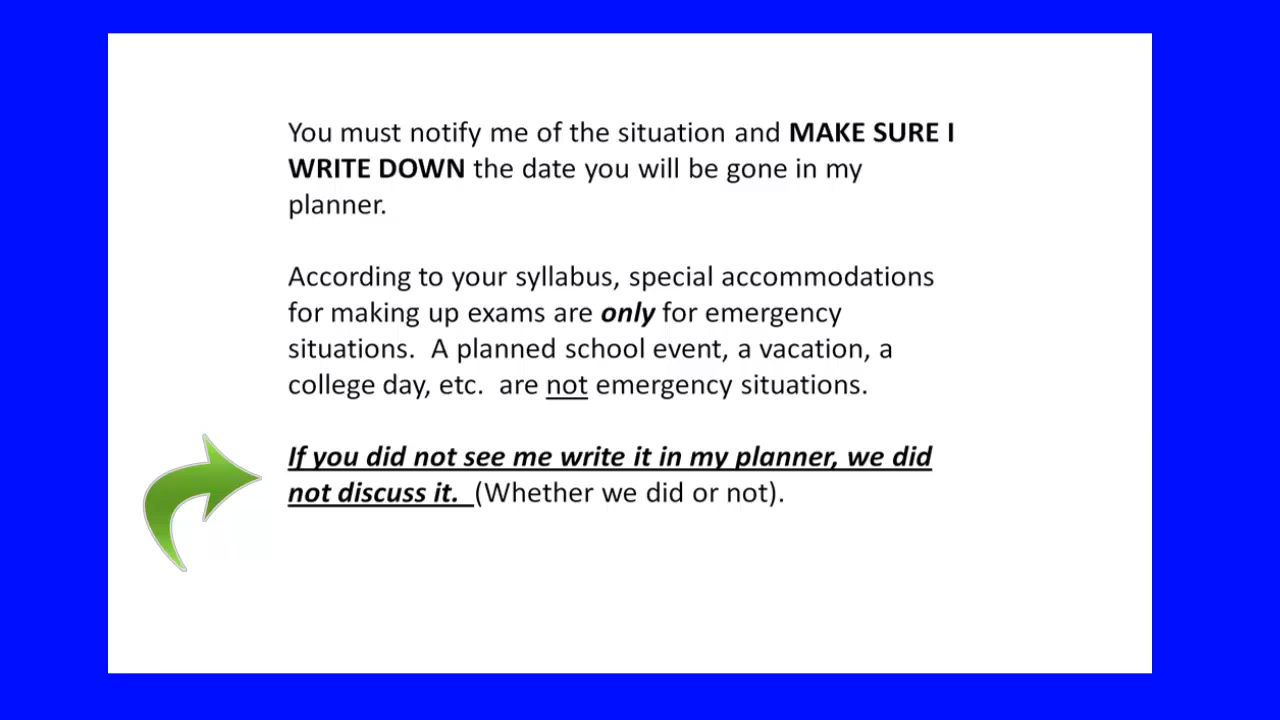 You must notify me of the situation and MAKE SURE I
WRITE DOWN the date you will be gone in my
planner.
According to your syllabus, special accommodations
for making up exams are only for emergency
situations.  A planned school event, a vacation, a
college day, etc.  are not emergency situations.
If you did not see me write it in my planner, we did
not discuss it.  (Whether we did or not).